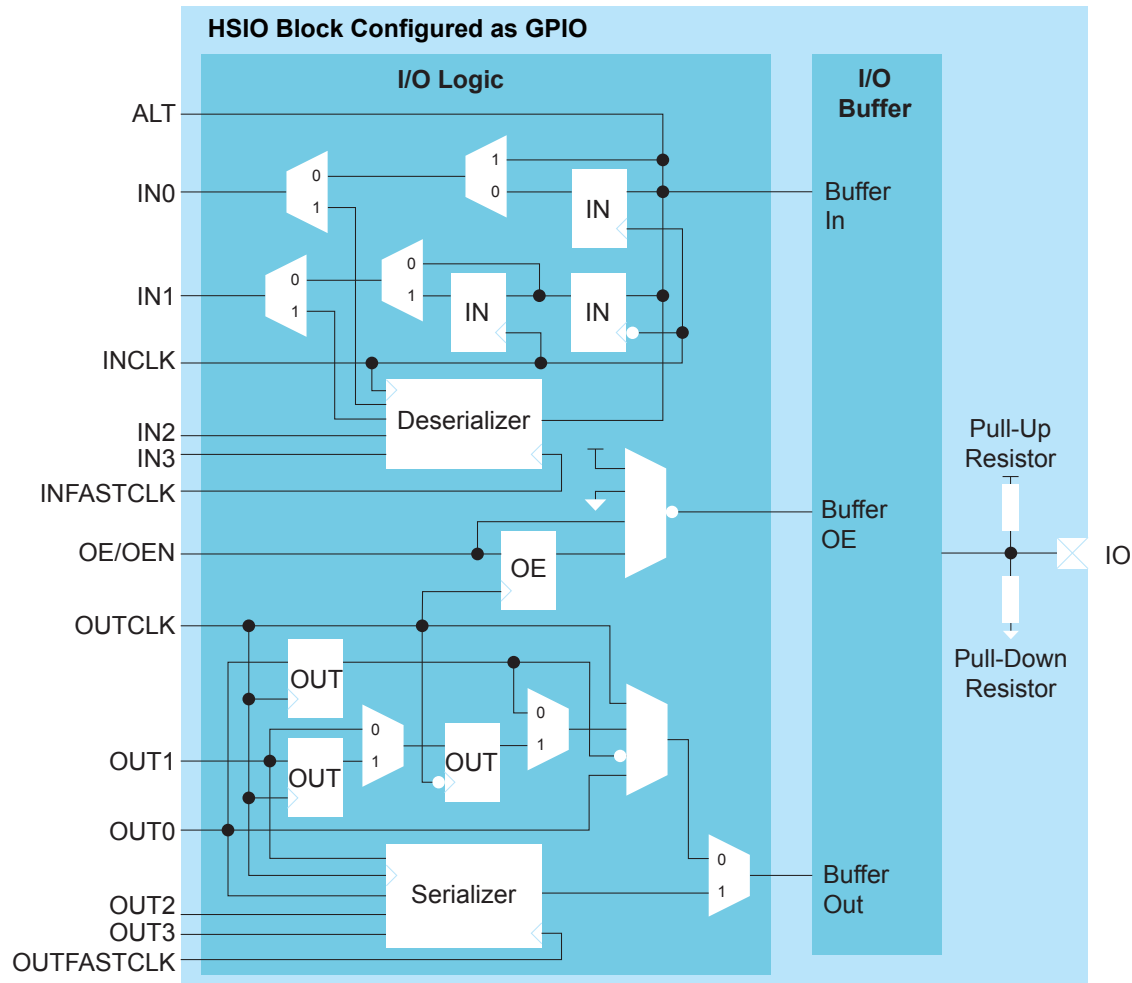 HSIO Block Configured as GPIO
I/O Logic
I/O
Buffer
ALT
1
0
0
1
IN0
IN
Buffer
In
0
1
0
1
IN1
IN
IN
INCLK
Deserializer
IN2
IN3
INFASTCLK
Pull-Up
Resistor
Buffer
OE
OE/OEN
OE
IO
OUTCLK
OUT
Pull-Down
Resistor
0
1
0
1
OUT1
OUT
OUT
OUT0
0
1
Serializer
Buffer
Out
OUT2
OUT3
OUTFASTCLK